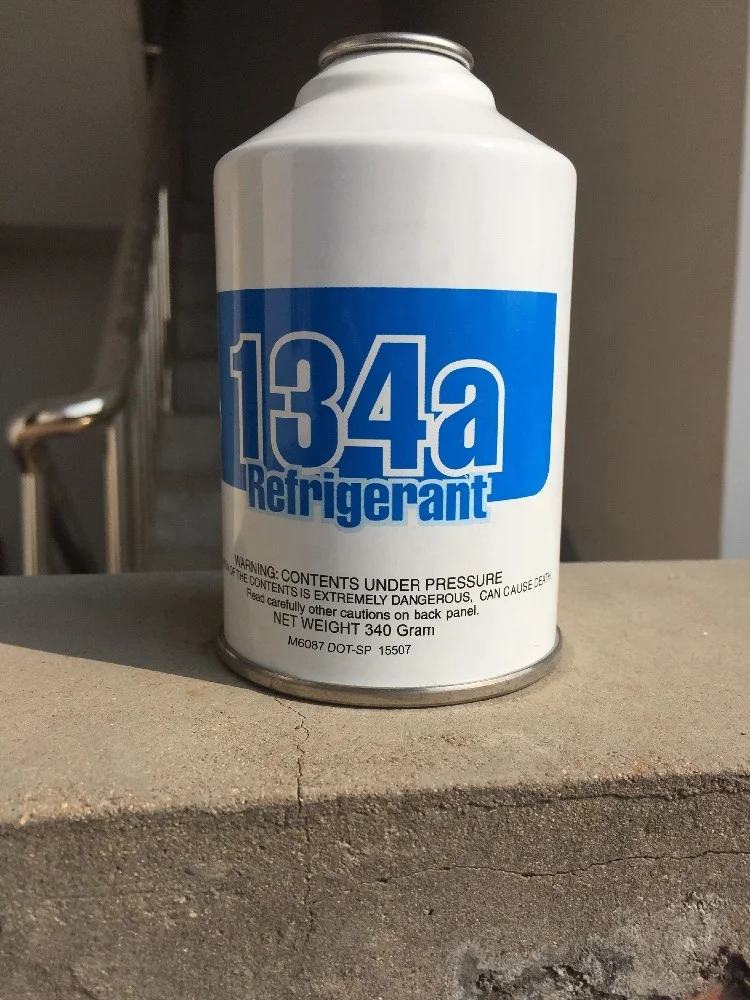 134a
Refrigerant
WARNING: CONTENTS UNDER PRESSURE
OF THE CONTENTS IS EXTREMELY DANGEROUS, CAN CAUSE DEATH
Read carefully other cautions on back panel.
NET WEIGHT 340 Gram
M6087 DOT-SP 15507